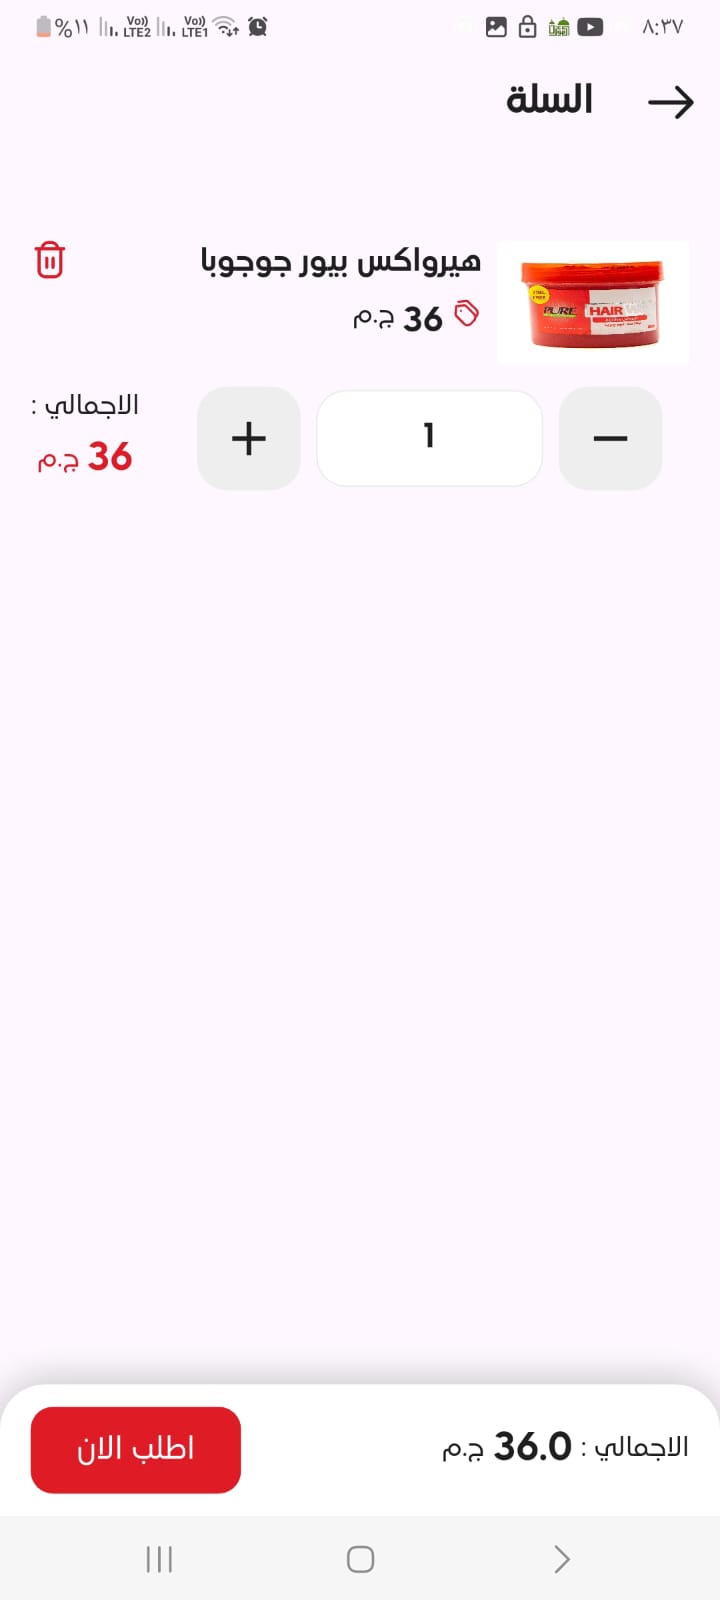 ٨:٣٧
Vo)) LTE1
Vo)) LTE2
١١%
السلة
هيرواكس بيور جوجوبا
36 ج.م
PURE
HAIR
1
الاجمالي :
36 ج.م
الاجمالي : 36.0 ج.م
اطلب الان